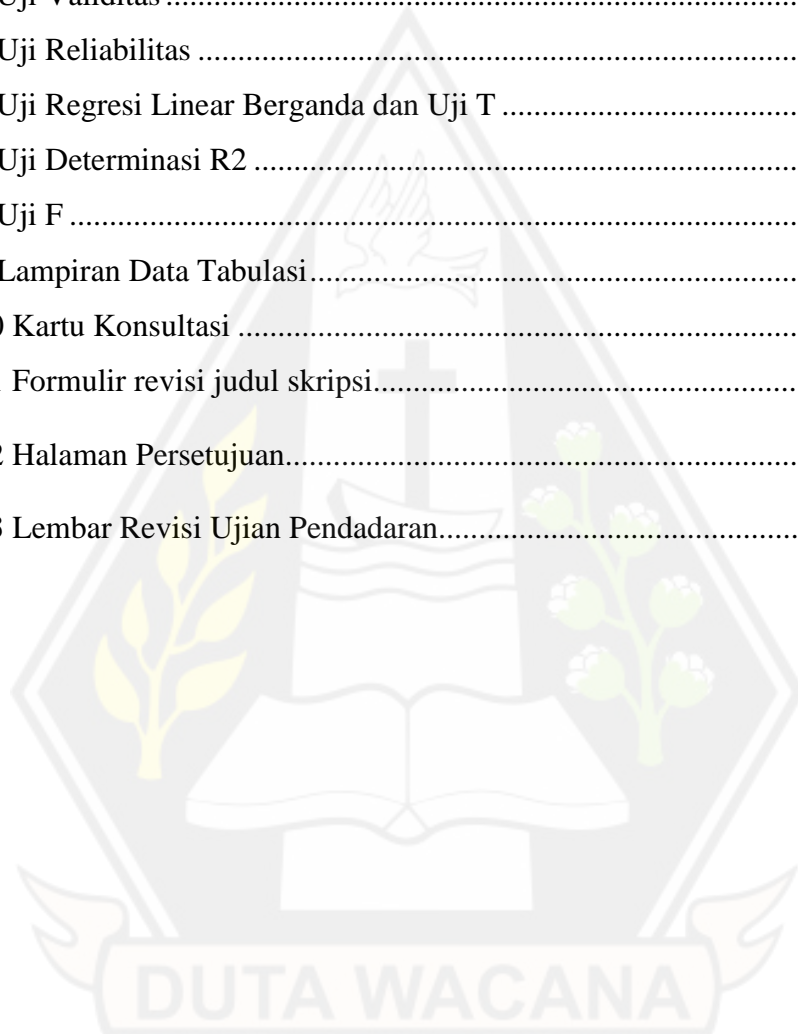 Uji Validitas ........................................................................
Uji Reliabilitas ....................................................................
Uji Regresi Linear Berganda dan Uji T ...................................
Uji Determinasi R2 ..............................................................
Uji F ....................................................................................
Lampiran Data Tabulasi.......................................................
0 Kartu Konsultasi ................................................................
Formulir revisi judul skripsi................................................
2 Halaman Persetujuan.........................................................
3 Lembar Revisi Ujian Pendadaran........................................
DUTA WACANA